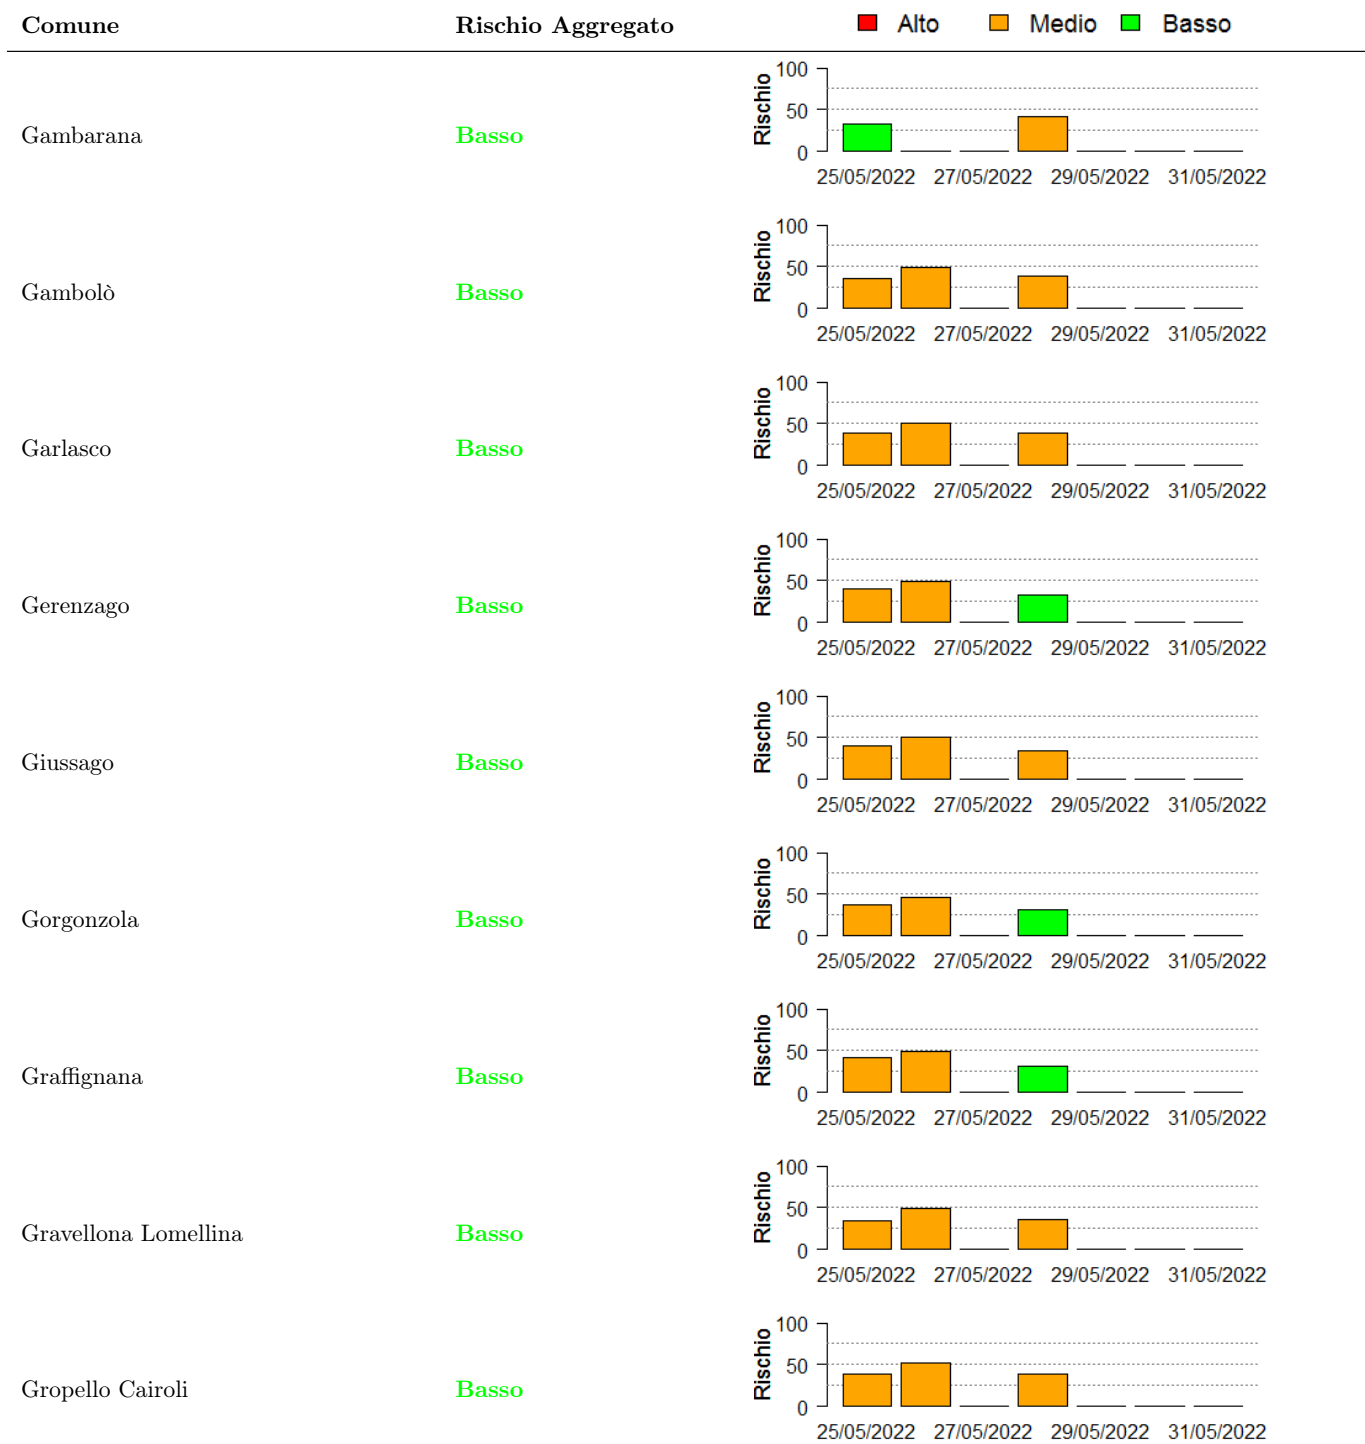 Comune Rischio Aggregato Alto Medio Basso
Gambarana Basso Rischio 100 50 0
25/05/2022 27/05/2022 29/05/2022 31/05/2022
Gambolò Basso Rischio 100 50 0
25/05/2022 27/05/2022 29/05/2022 31/05/2022
Garlasco Basso Rischio 100 50 0
25/05/2022 27/05/2022 29/05/2022 31/05/2022
Gerenzago Basso Rischio 100 50 0
25/05/2022 27/05/2022 29/05/2022 31/05/2022
Giussago Basso Rischio 100 50 0
25/05/2022 27/05/2022 29/05/2022 31/05/2022
Gorgonzola Basso Rischio 100 50 0
25/05/2022 27/05/2022 29/05/2022 31/05/2022
Graffignana Basso Rischio 100 50 0
25/05/2022 27/05/2022 29/05/2022 31/05/2022
Gravellona Lomellina Basso Rischio 100 50 0
25/05/2022 27/05/2022 29/05/2022 31/05/2022
Gropello Cairoli Basso Rischio 100 50 0
25/05/2022 27/05/2022 29/05/2022 31/05/2022